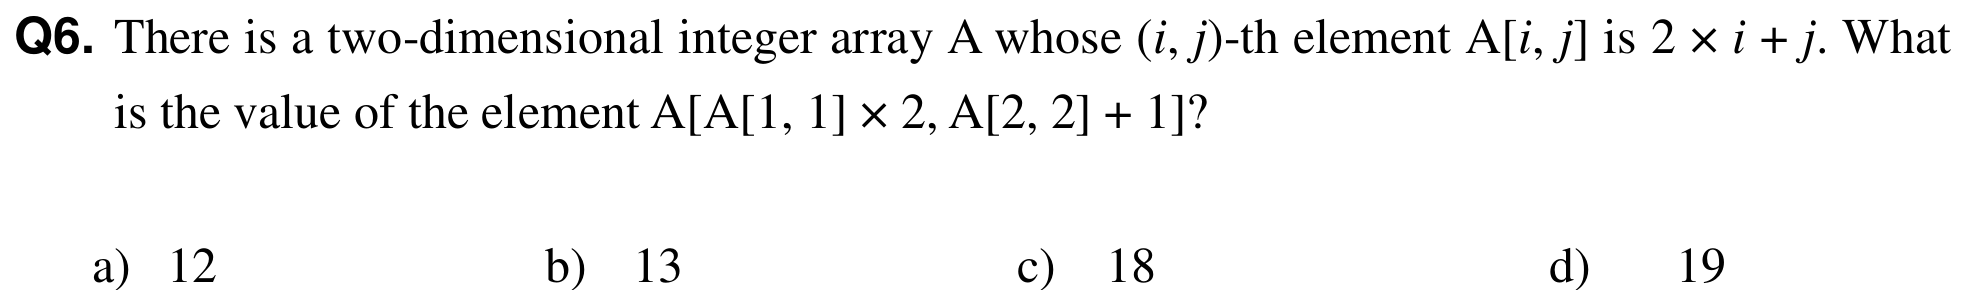 Q6. There is a two-dimensional integer array A whose (i, j)-th element A[i, j] is 2 × i + j. What
is the value of the element A[A[1, 1] × 2, A[2, 2] + 1]?
a) 12 b) 13 c) 18 d) 19